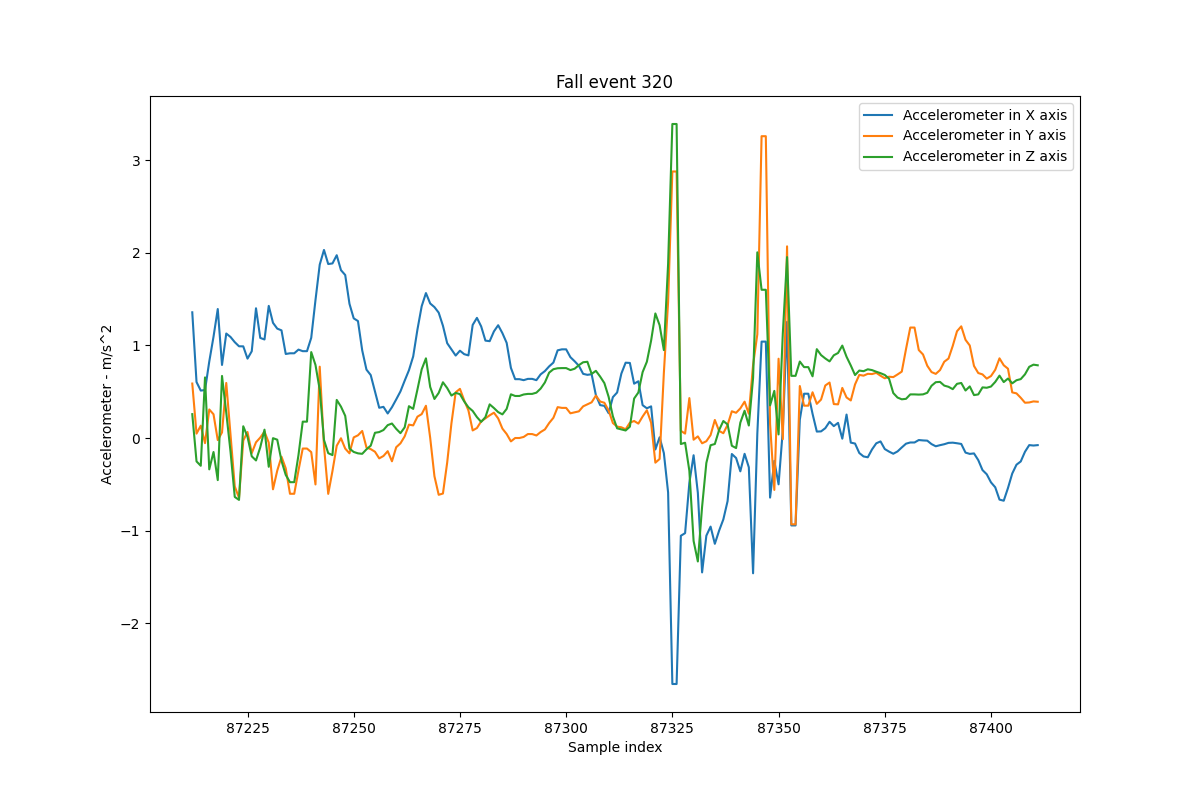 Fall event 320
Accelerometer in X axis
Accelerometer in Y axis
Accelerometer in Z axis
Accelerometer - m/s^2
3
2
1
0
−1
−2
87225 87250 87275 87300 87325 87350 87375 87400
Sample index